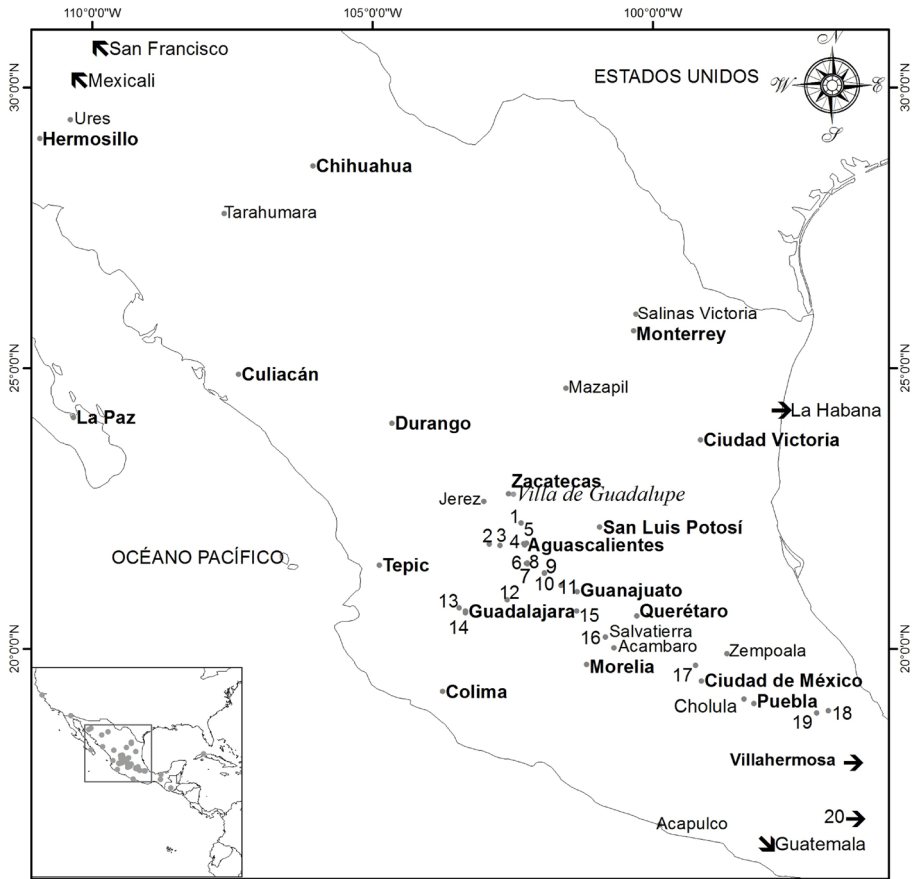 110°0'0"W 105°0'0"W 100°0'0"W
San Francisco
Mexicali
ESTADOS UNIDOS
N
W E
S
30°0'0"N 30°0'0"N
Ures
Hermosillo
Chihuahua
Tarahumara
Salinas Victoria
Monterrey
25°0'0"N 25°0'0"N
Culiacán
Mazapil
La Habana
La Paz
Durango
Ciudad Victoria
Zacatecas
Villa de Guadalupe
Jerez
1
5
San Luis Potosí
2 3 4 Aguascalientes
OCÉANO PACÍFICO
Tepic
6 8 9
7 10 11 Guanajuato
12
13 Guadalajara 15 Querétaro
14
16 Salvatierra
Acambaro
Zempoala
20°0'0"N 20°0'0"N
Morelia
17 Ciudad de México
Colima
Cholula Puebla
19 18
Villahermosa
20
Acapulco
Guatemala